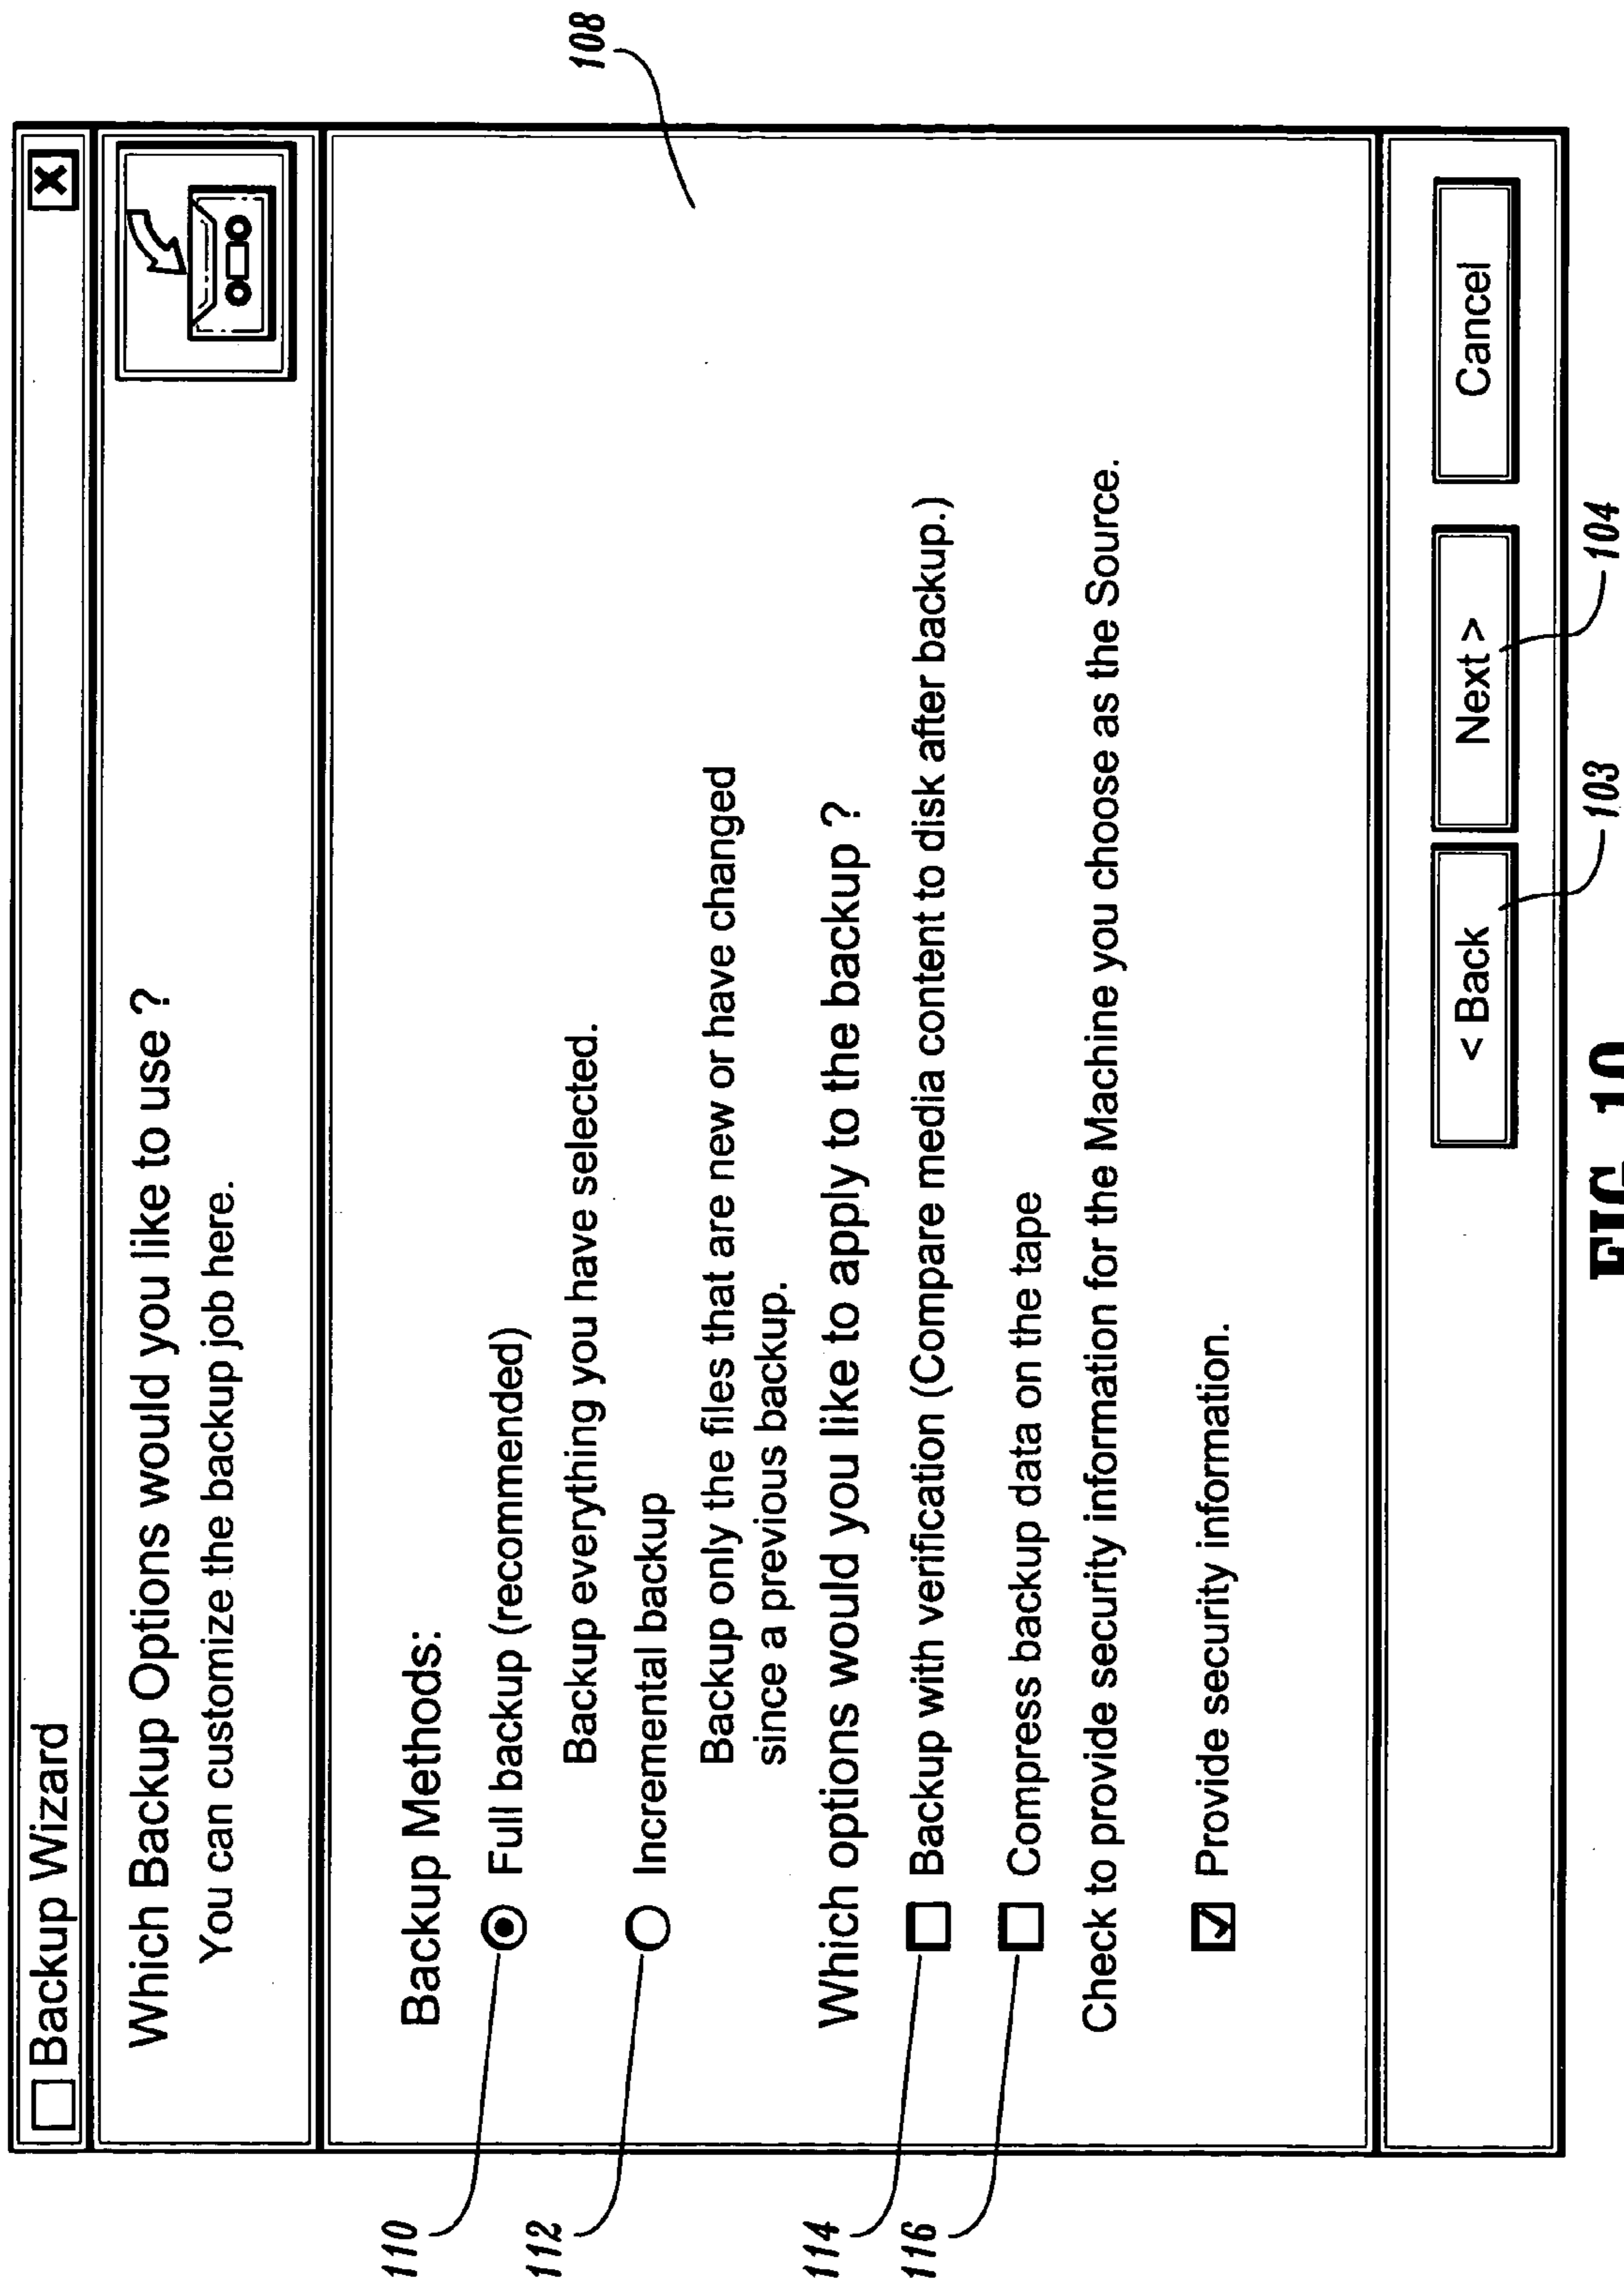 Backup Wizard
Which Backup Options would you like to use ?
You can customize the backup job here.
108
Backup Methods:
110
Full backup (recommended)
Backup everything you have selected.
112
Incremental backup
Backup only the files that are new or have changed
since a previous backup.
Which options would you like to apply to the backup ?
114
Backup with verification (Compare media content to disk after backup.)
116
Compress backup data on the tape
Check to provide security information for the Machine you choose as the Source.
Provide security information.
< Back
Next >
Cancel
103
104
FIG. 10